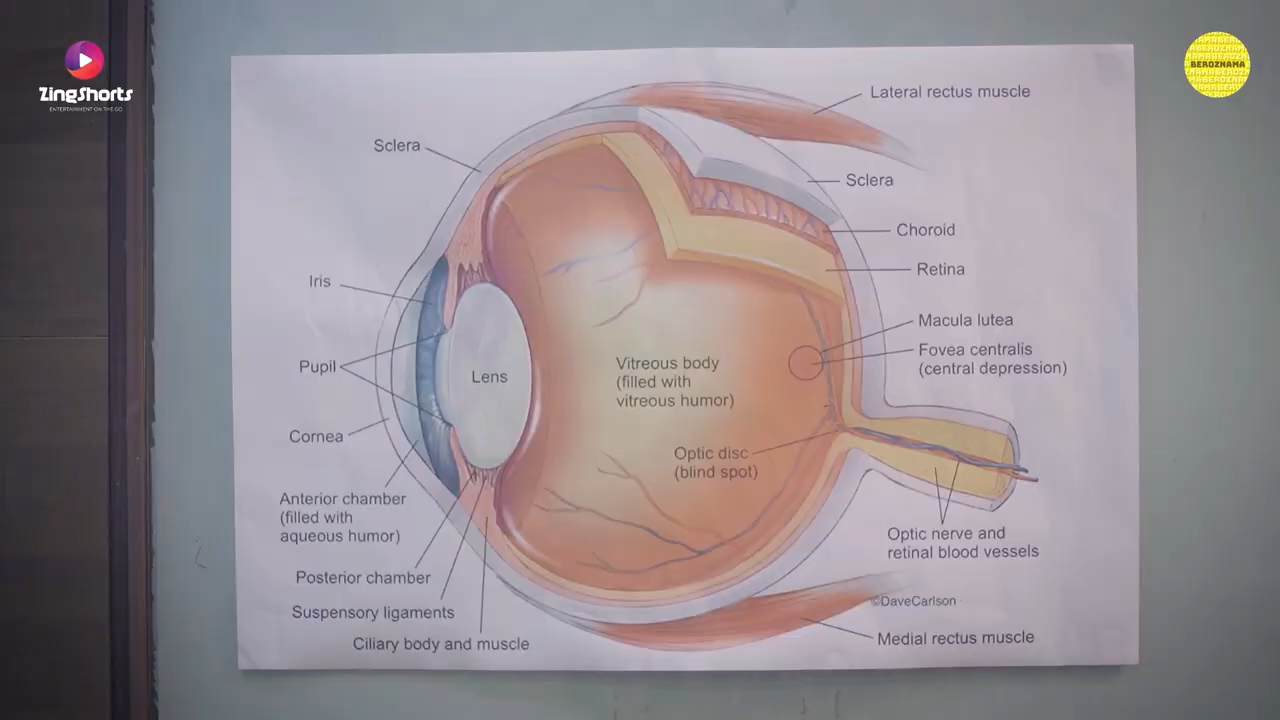 ZingShorts
ENTERTAINMENT ON THE GO
BEROZNAMA
Lateral rectus muscle
Sclera
Sclera
Choroid
Retina
Iris
Macula lutea
Fovea centralis
(central depression)
Pupil
Lens
Vitreous body
(filled with
vitreous humor)
Cornea
Optic disc
(blind spot)
Anterior chamber
(filled with
aqueous humor)
Optic nerve and
retinal blood vessels
Posterior chamber
Suspensory ligaments
Ciliary body and muscle
©DaveCarlson
Medial rectus muscle